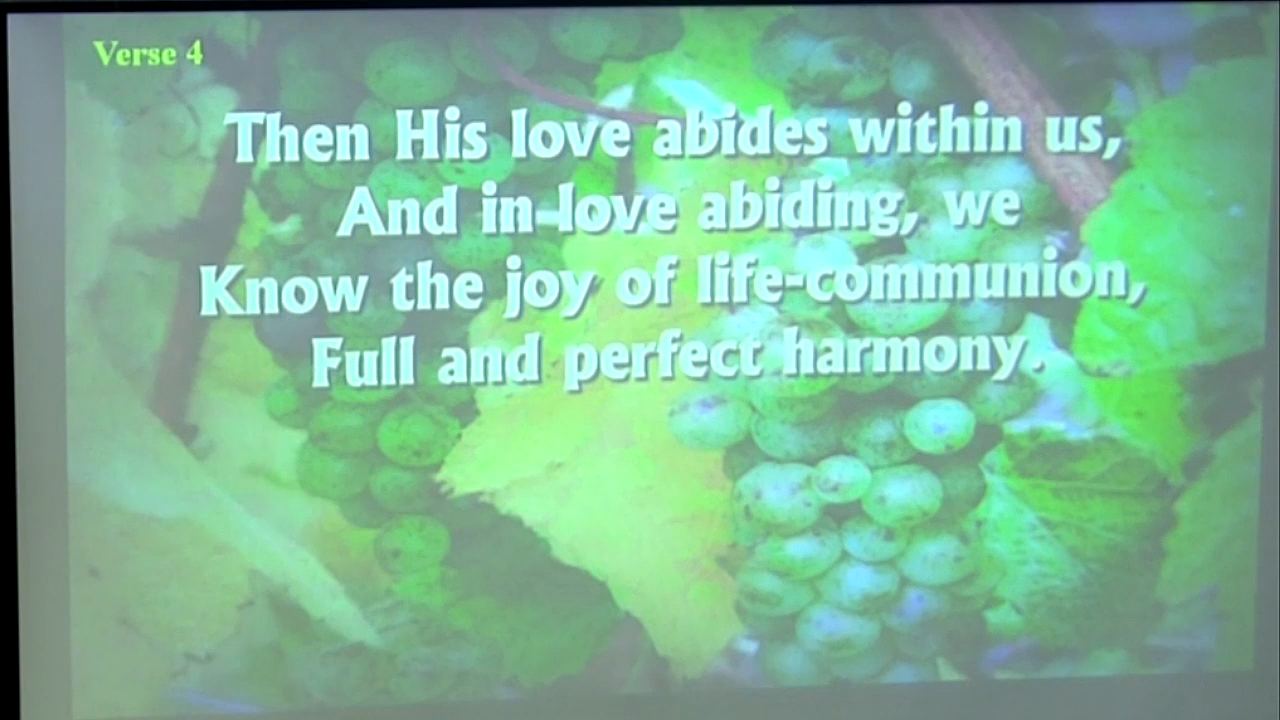 Verse 4
Then His love abides within us,
And in love abiding, we
Know the joy of life-communion,
Full and perfect harmony.